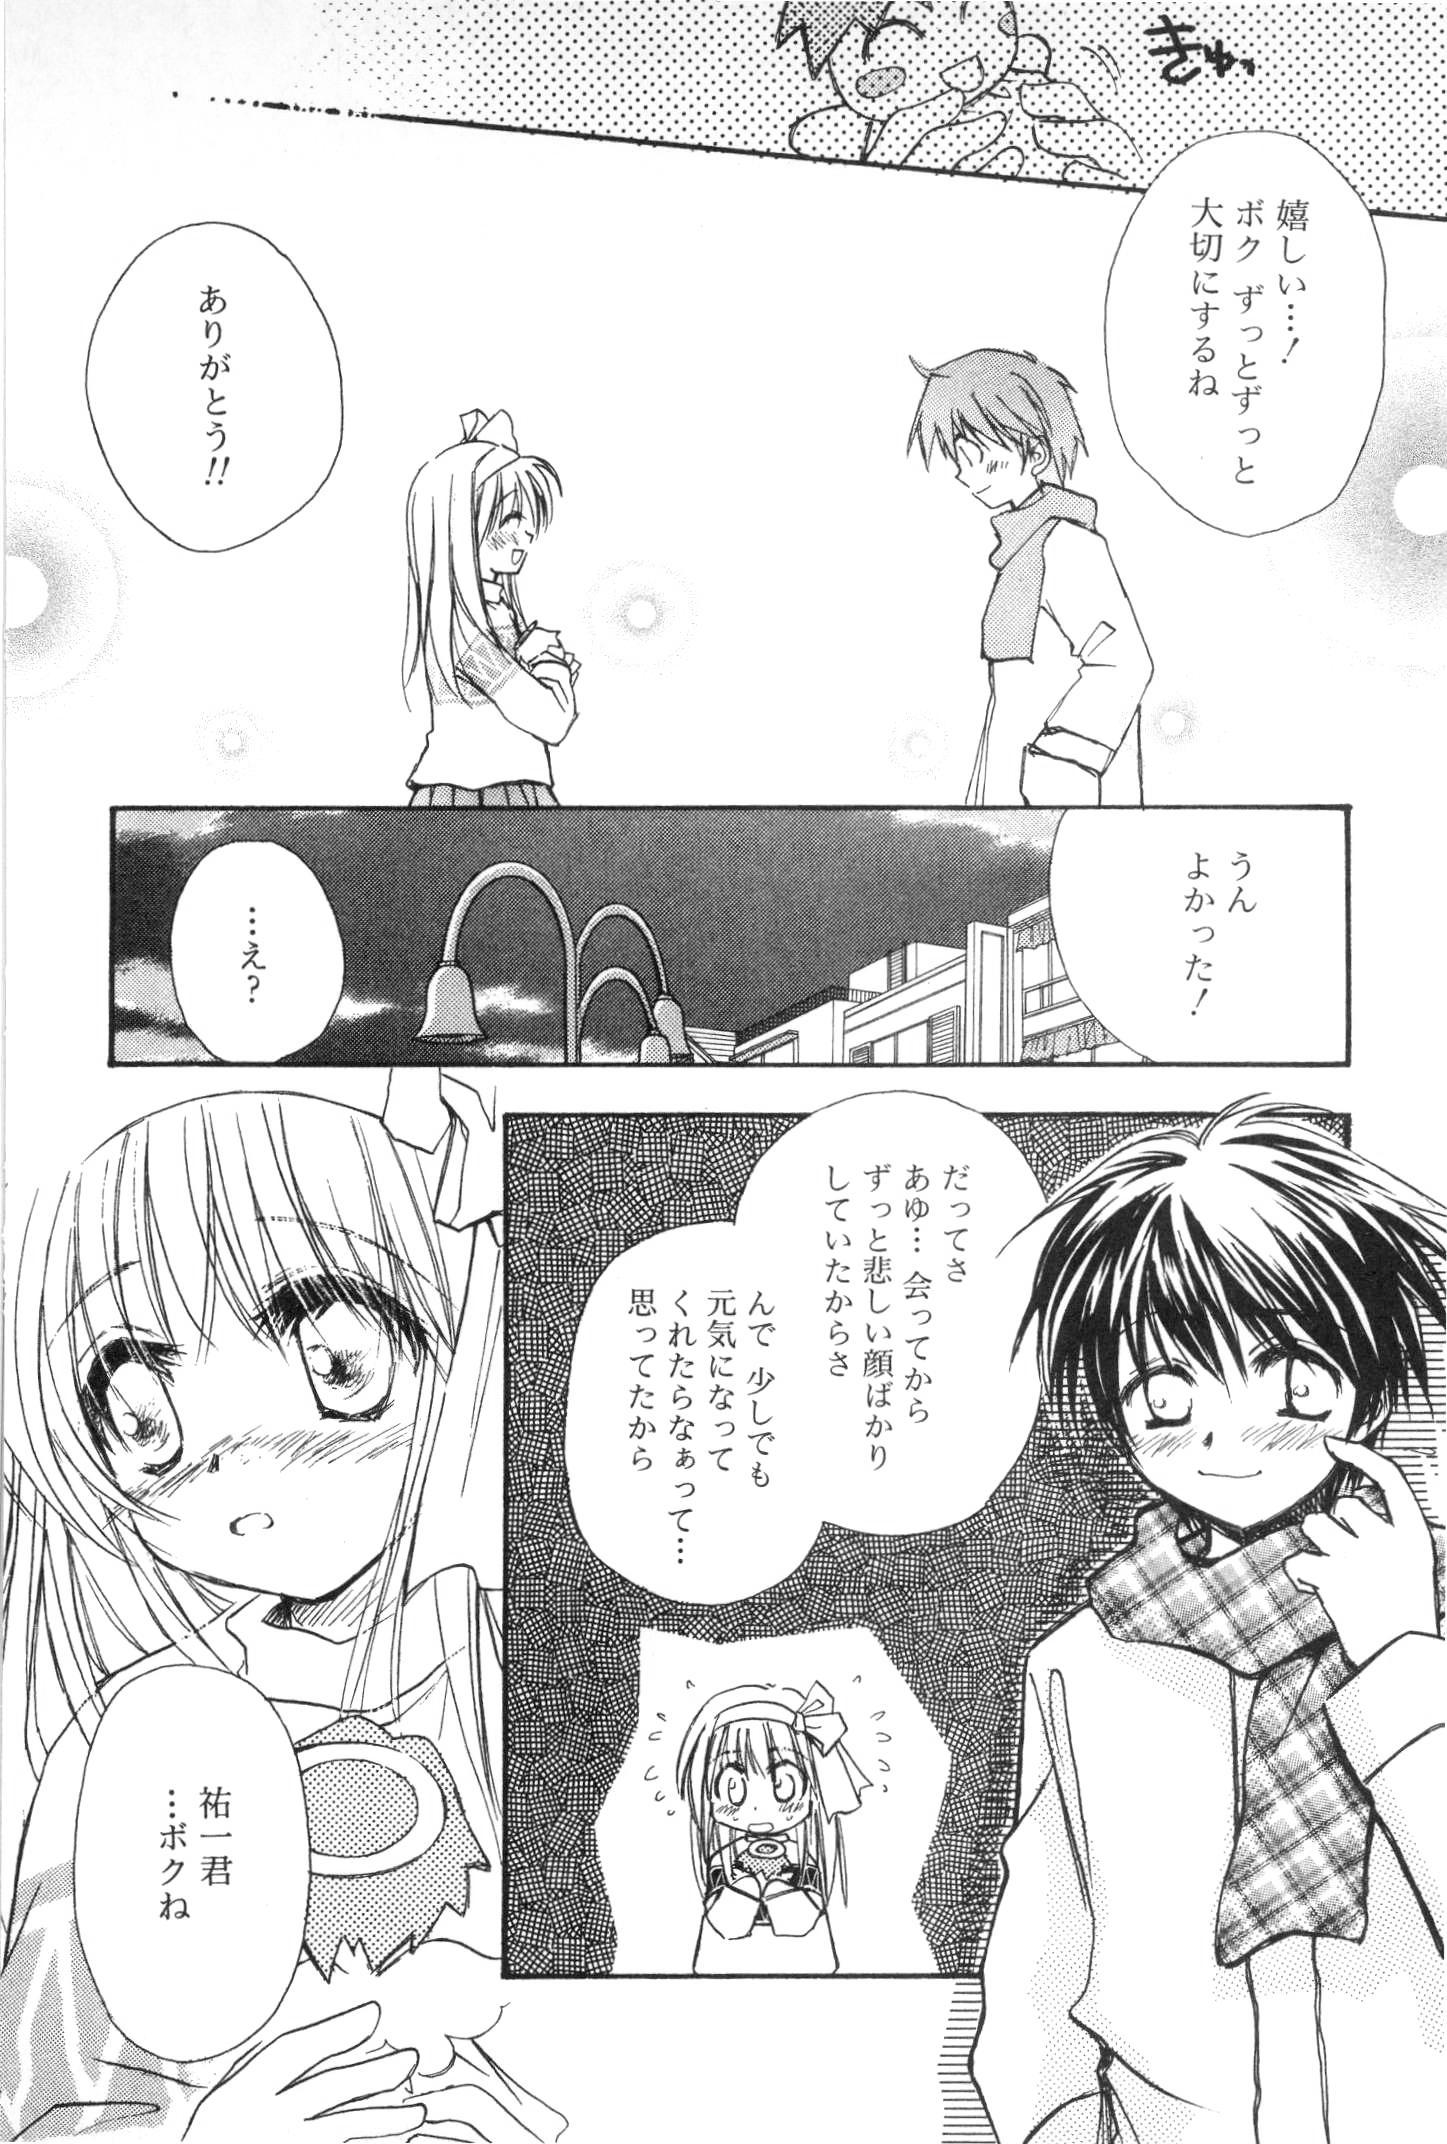 きゅっ
嬉しい…!
ボク ずっとずっと
大切にするね
ありがとう!!
うん
よかった!
…え?
だってさ
あゆ… 会ってから
ずっと悲しい顔ばかり
していたからさ
んで 少しでも
元気になって
くれたらなぁって…
思ってたから
祐一君
…ボクね